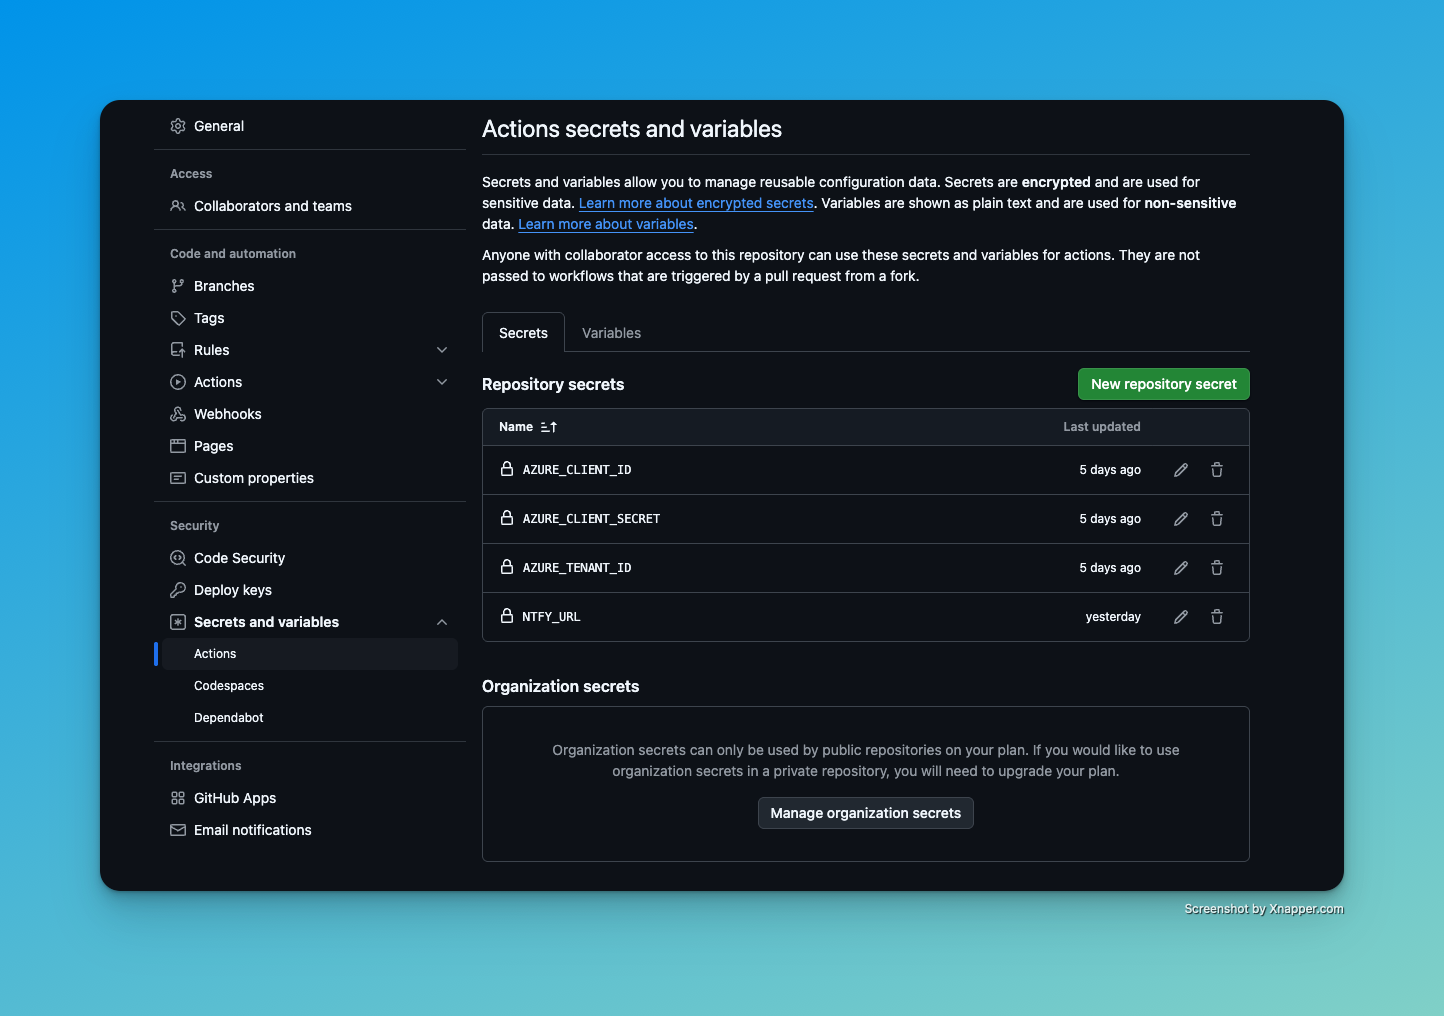 General
Access
Collaborators and teams
Code and automation
Branches
Tags
Rules
Actions
Webhooks
Pages
Custom properties
Security
Code Security
Deploy keys
Secrets and variables
Actions
Codespaces
Dependabot
Integrations
GitHub Apps
Email notifications
Actions secrets and variables
Secrets and variables allow you to manage reusable configuration data. Secrets are encrypted and are used for
sensitive data. Learn more about encrypted secrets. Variables are shown as plain text and are used for non-sensitive
data. Learn more about variables.
Anyone with collaborator access to this repository can use these secrets and variables for actions. They are not
passed to workflows that are triggered by a pull request from a fork.
Secrets Variables
Repository secrets New repository secret
Name Last updated
AZURE_CLIENT_ID 5 days ago
AZURE_CLIENT_SECRET 5 days ago
AZURE_TENANT_ID 5 days ago
NTFY_URL yesterday
Organization secrets
Organization secrets can only be used by public repositories on your plan. If you would like to use
organization secrets in a private repository, you will need to upgrade your plan.
Manage organization secrets
Screenshot by Xnapper.com